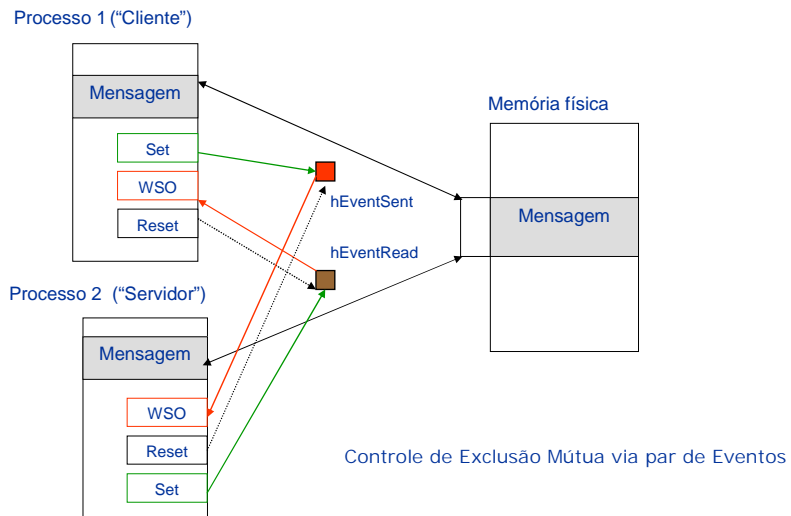 Processo 1 (“Cliente”)
Mensagem
Set
WSO
Reset
hEventSent
hEventRead
Memória física
Mensagem
Processo 2 (“Servidor”)
Mensagem
WSO
Reset
Set
Controle de Exclusão Mútua via par de Eventos